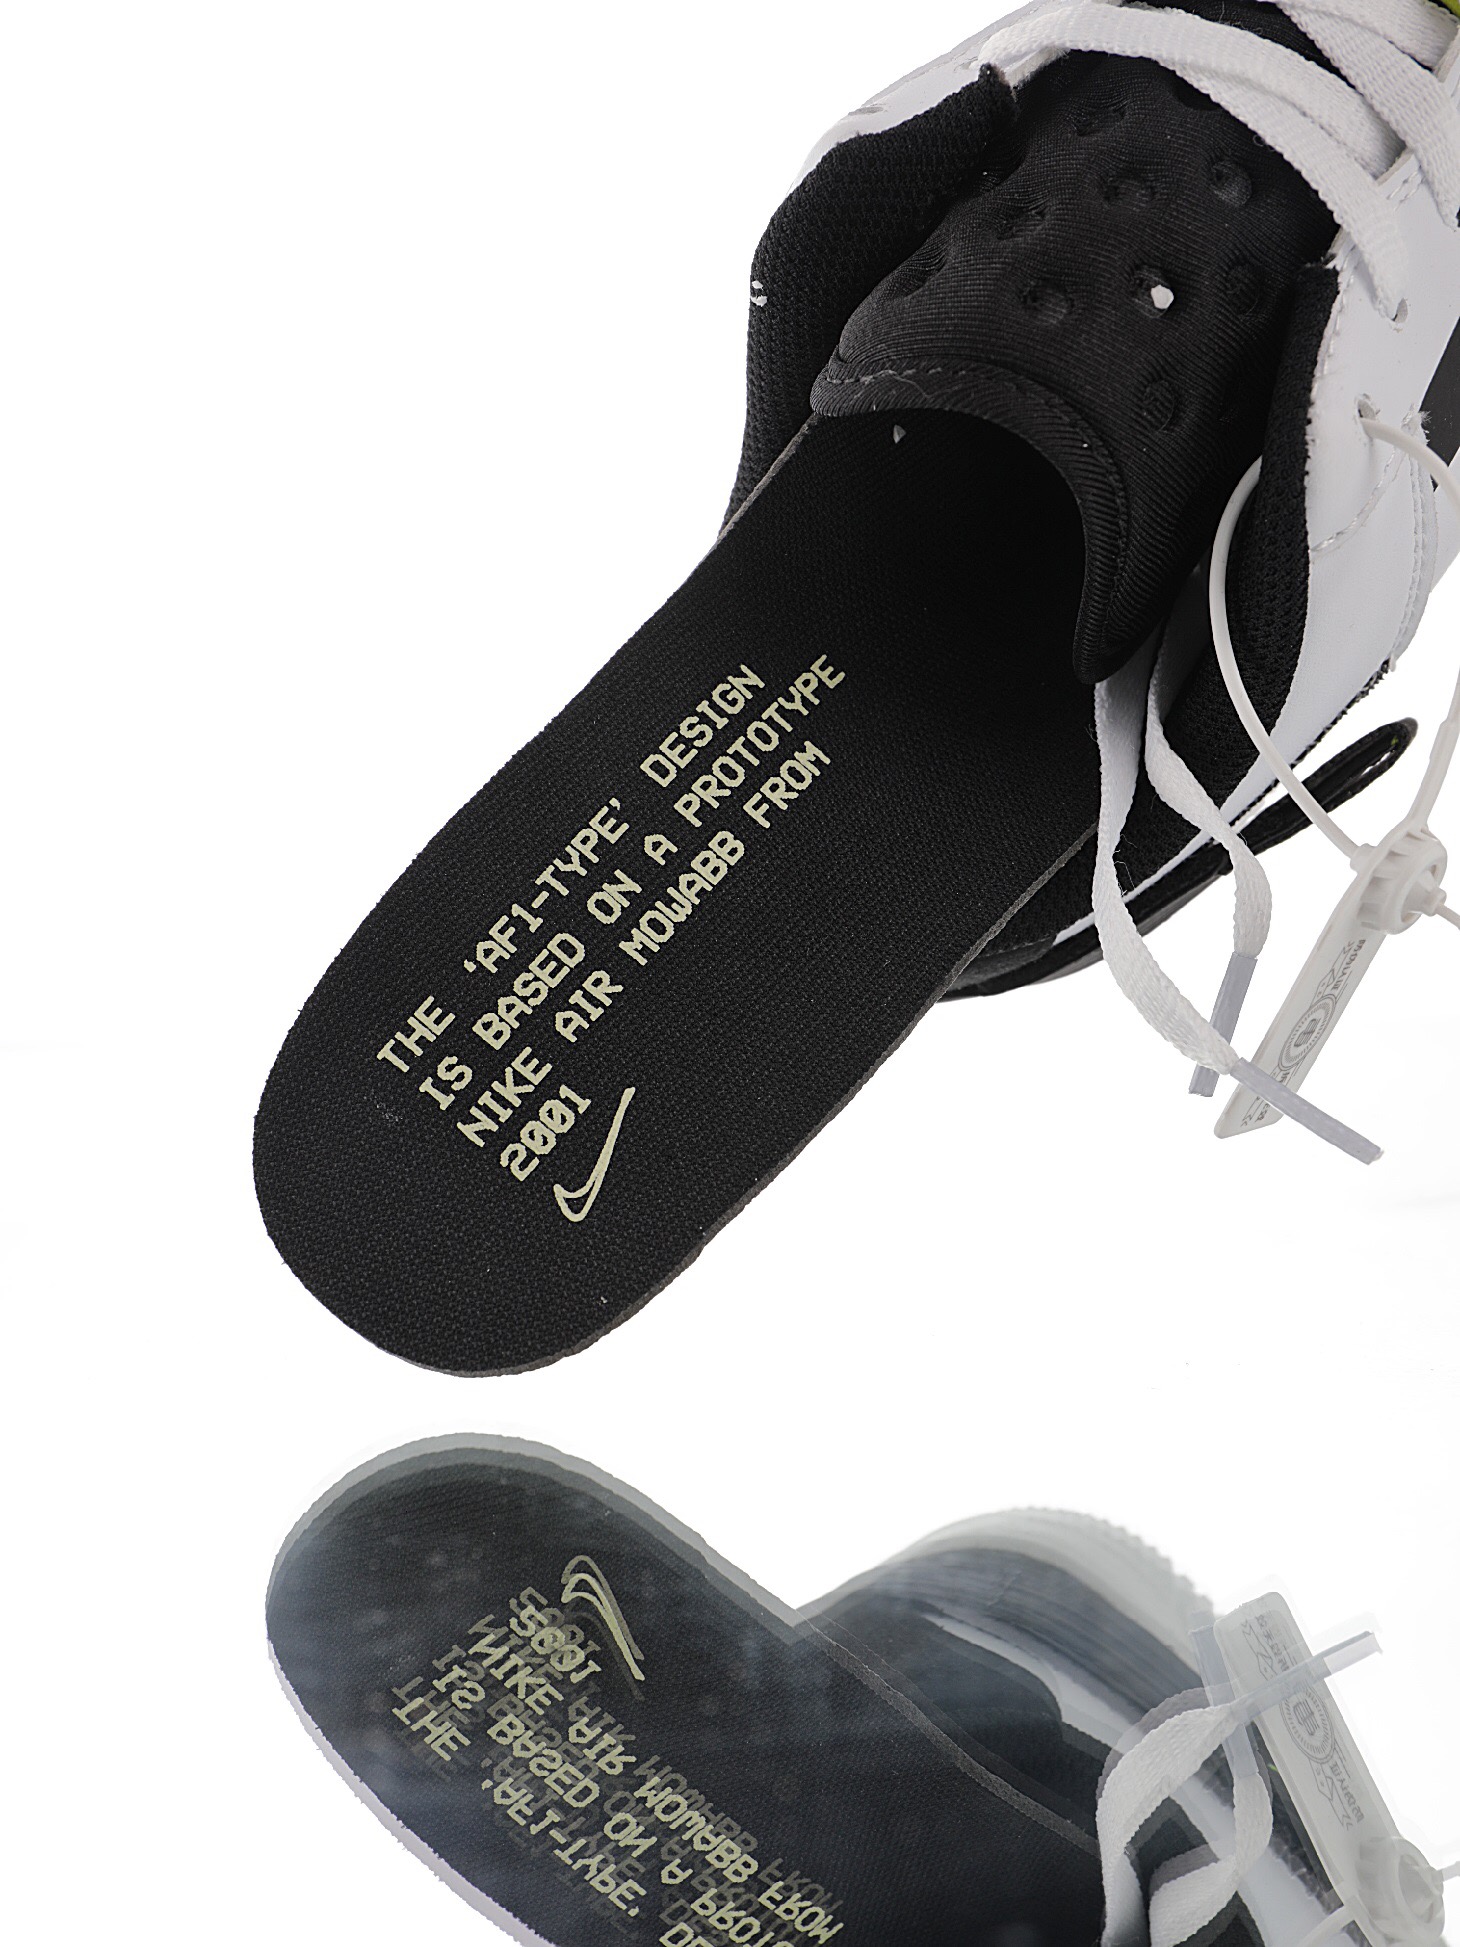 THE 'AF1-TYPE' DESIGN
IS BASED ON A PROTOTYPE
NIKE AIR MOWABB FROM
2001